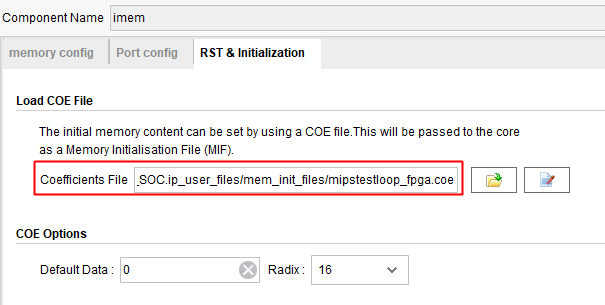 Component Name imem
memory config Port config RST & Initialization
Load COE File
The initial memory content can be set by using a COE file.This will be passed to the core
as a Memory Initialisation File (MIF).
Coefficients File _SOC.ip_user_files/mem_init_files/mipstestloop_fpga.coe
COE Options
Default Data : 0 Radix : 16